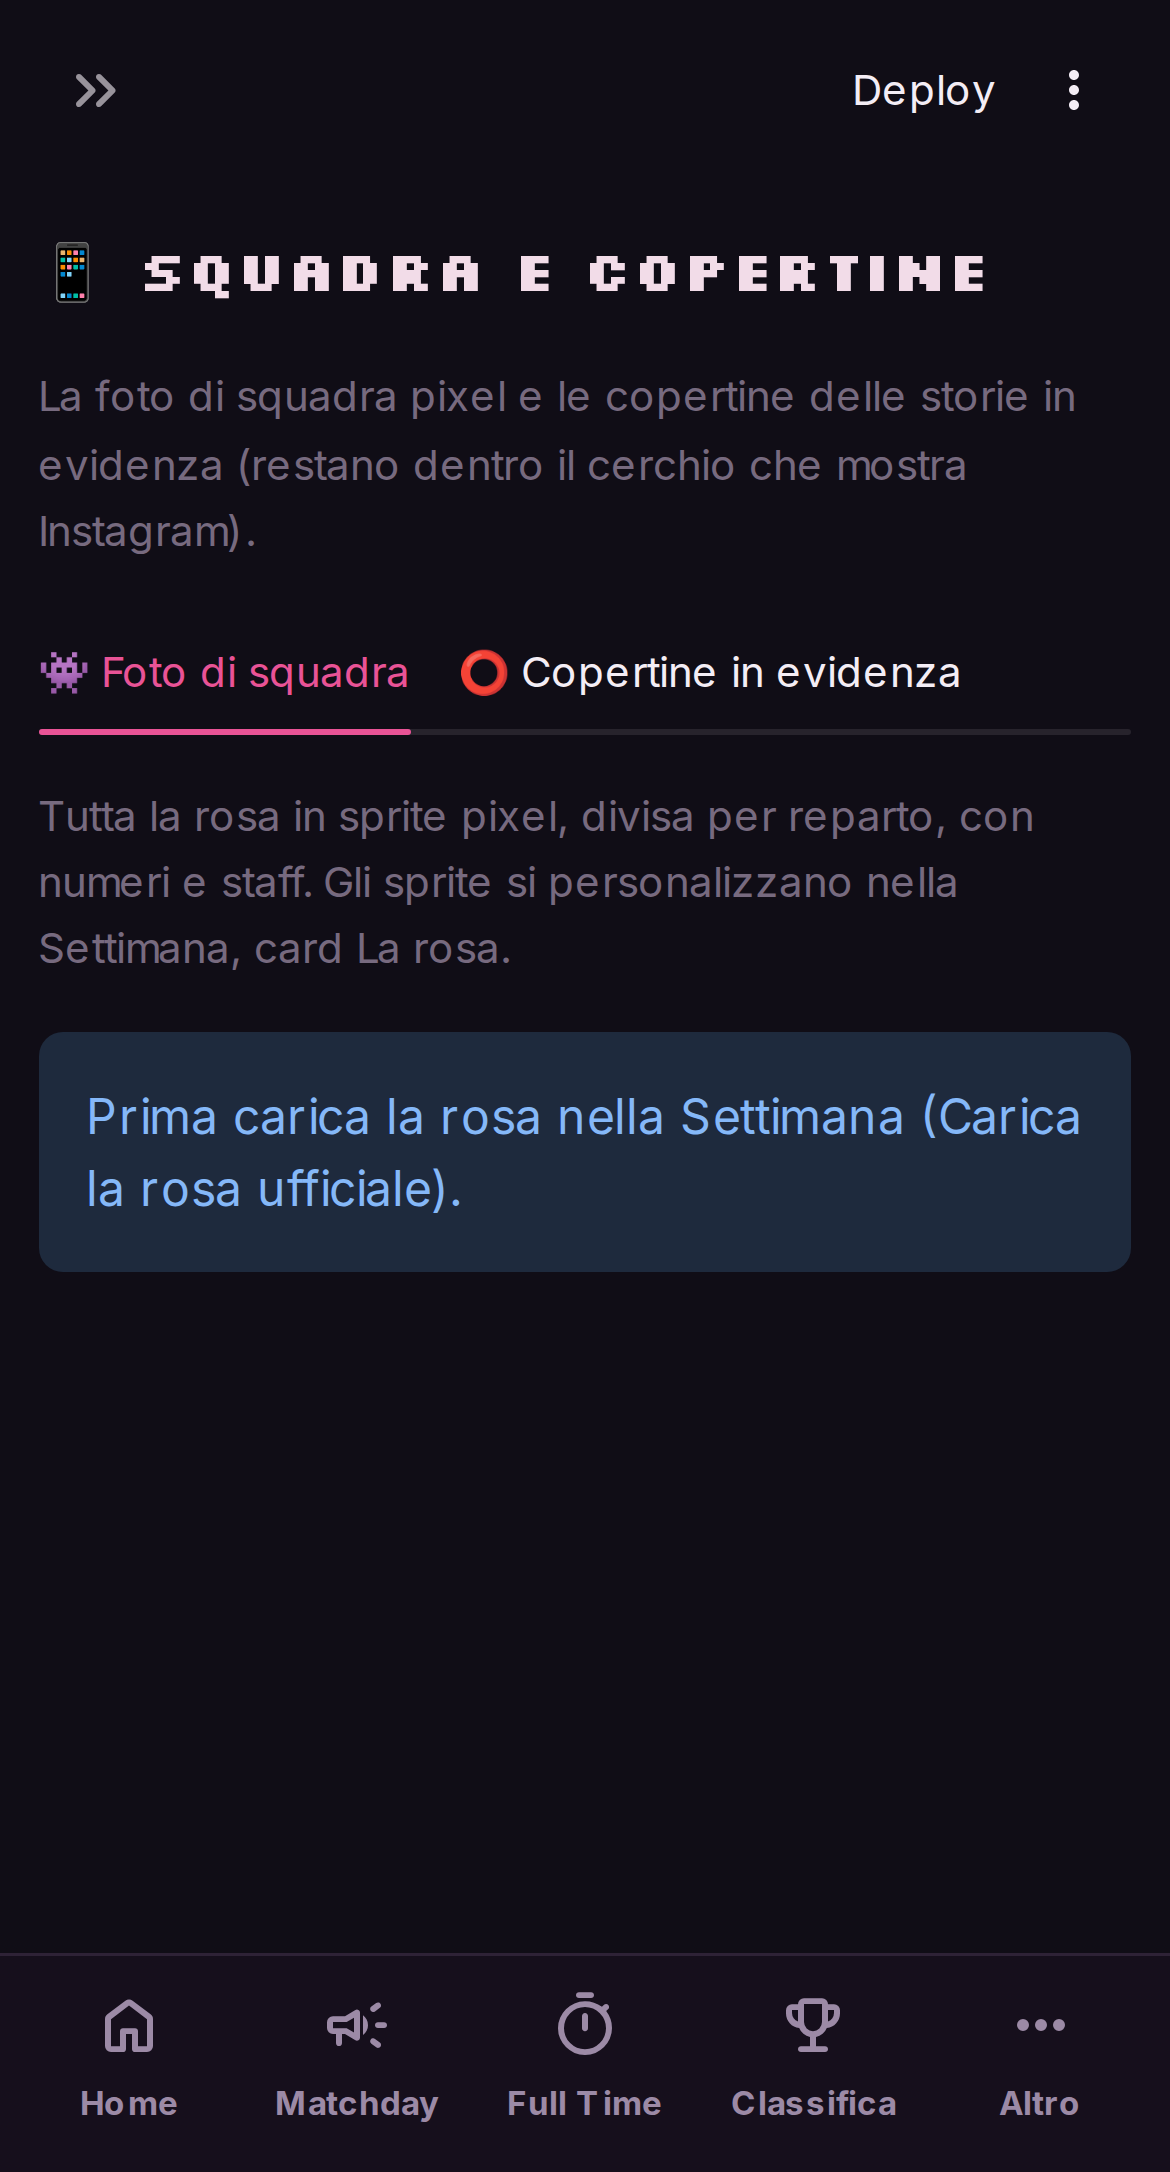 Deploy
SQUADRA E COPERTINE
La foto di squadra pixel e le copertine delle storie in
evidenza (restano dentro il cerchio che mostra
Instagram).
Foto di squadra
Copertine in evidenza
Tutta la rosa in sprite pixel, divisa per reparto, con
numeri e staff. Gli sprite si personalizzano nella
Settimana, card La rosa.
Prima carica la rosa nella Settimana (Carica
la rosa ufficiale).
Home
Matchday
Full Time
Classifica
Altro